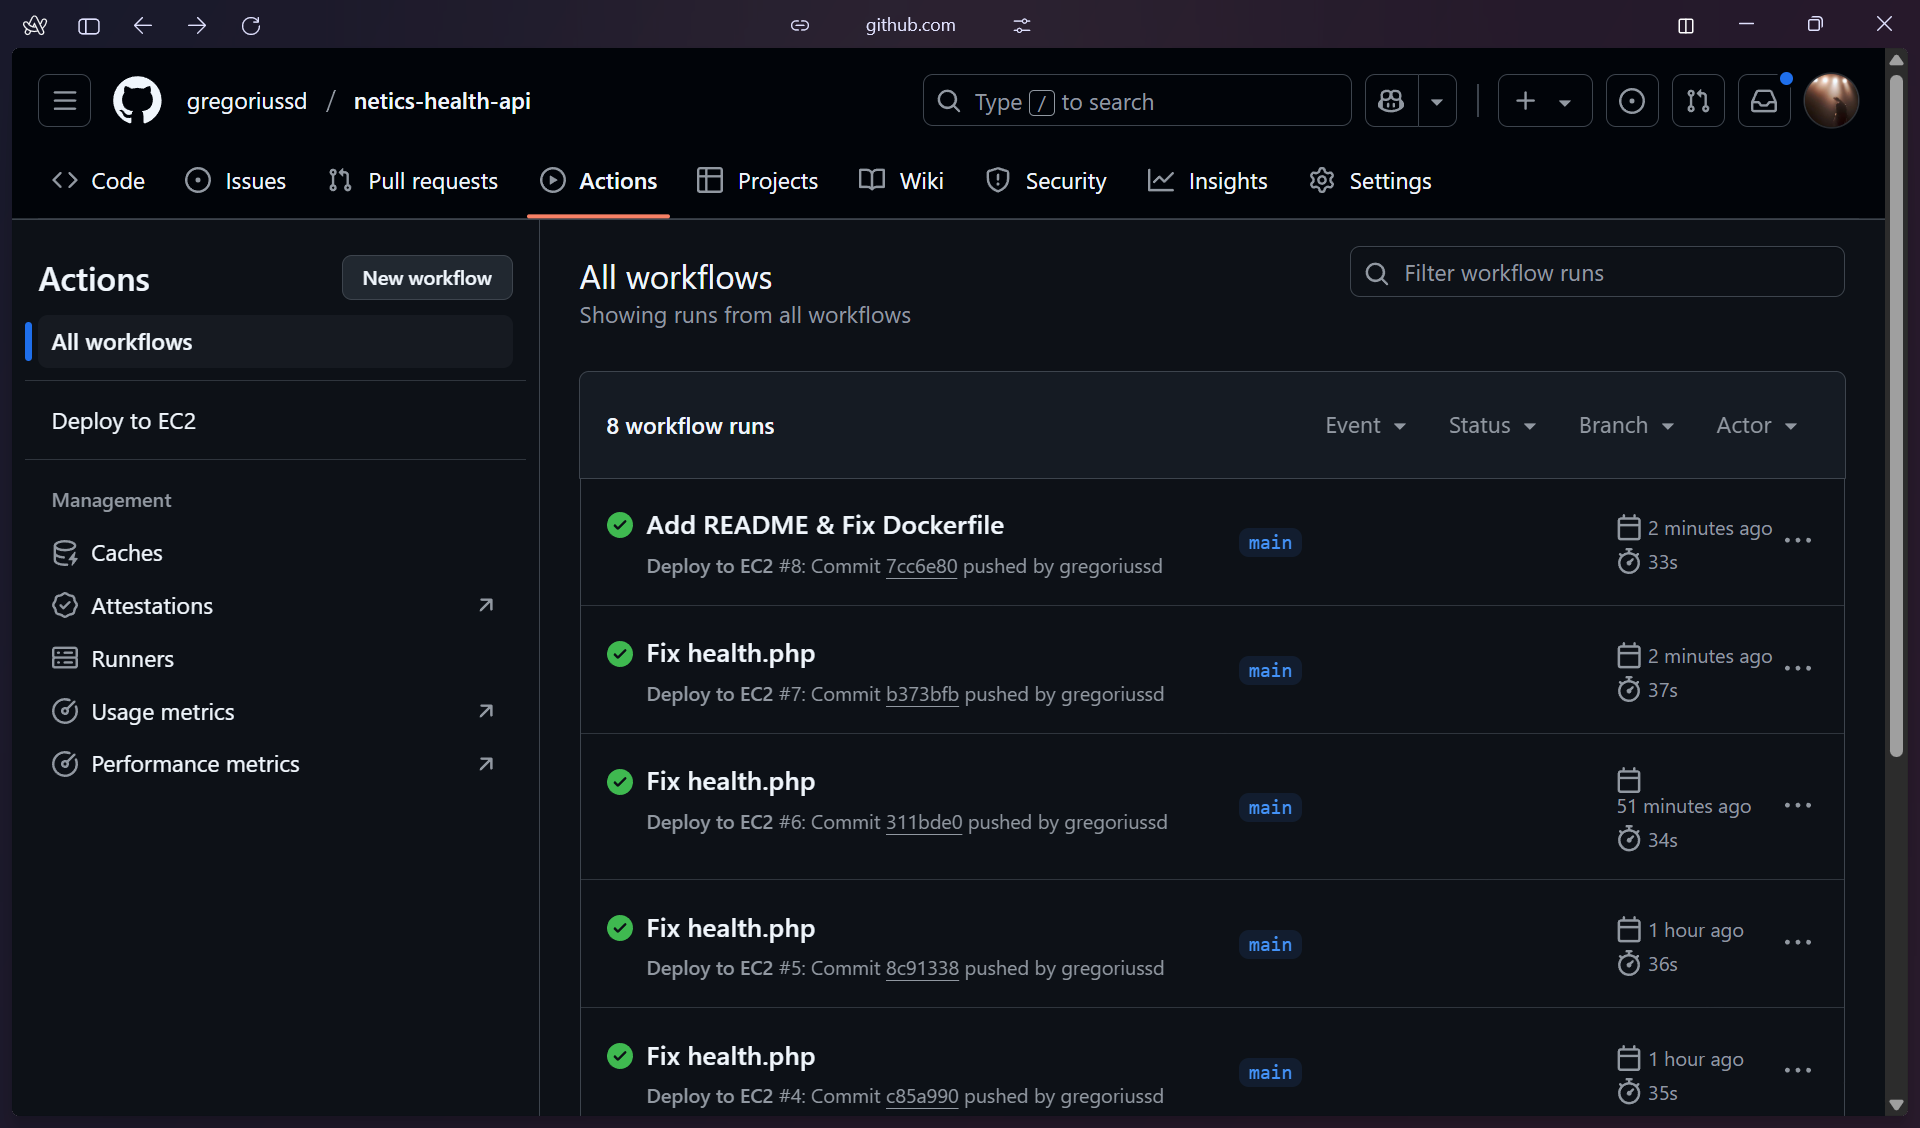 github.com
gregoriussd / netics-health-api
Type / to search
Code
Issues
Pull requests
Actions
Projects
Wiki
Security
Insights
Settings
Actions
New workflow
All workflows
Deploy to EC2
Management
Caches
Attestations
Runners
Usage metrics
Performance metrics
All workflows
Showing runs from all workflows
Filter workflow runs
8 workflow runs
Event
Status
Branch
Actor
Add README & Fix Dockerfile
Deploy to EC2 #8: Commit 7cc6e80 pushed by gregoriussd
main
2 minutes ago
33s
Fix health.php
Deploy to EC2 #7: Commit b373bfb pushed by gregoriussd
main
2 minutes ago
37s
Fix health.php
Deploy to EC2 #6: Commit 311bde0 pushed by gregoriussd
main
51 minutes ago
34s
Fix health.php
Deploy to EC2 #5: Commit 8c91338 pushed by gregoriussd
main
1 hour ago
36s
Fix health.php
Deploy to EC2 #4: Commit c85a990 pushed by gregoriussd
main
1 hour ago
35s